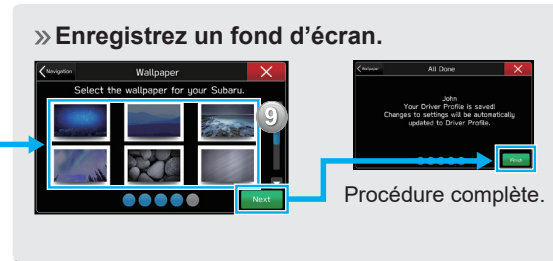 » Enregistrez un fond d'écran.
Navigation
Wallpaper
Select the wallpaper for your Subaru.
9
Next
Wallpaper
All Done
John
Your Driver Profile is saved!
Changes to settings will be automatically
updated to Driver Profile.
Finish
Procédure complète.